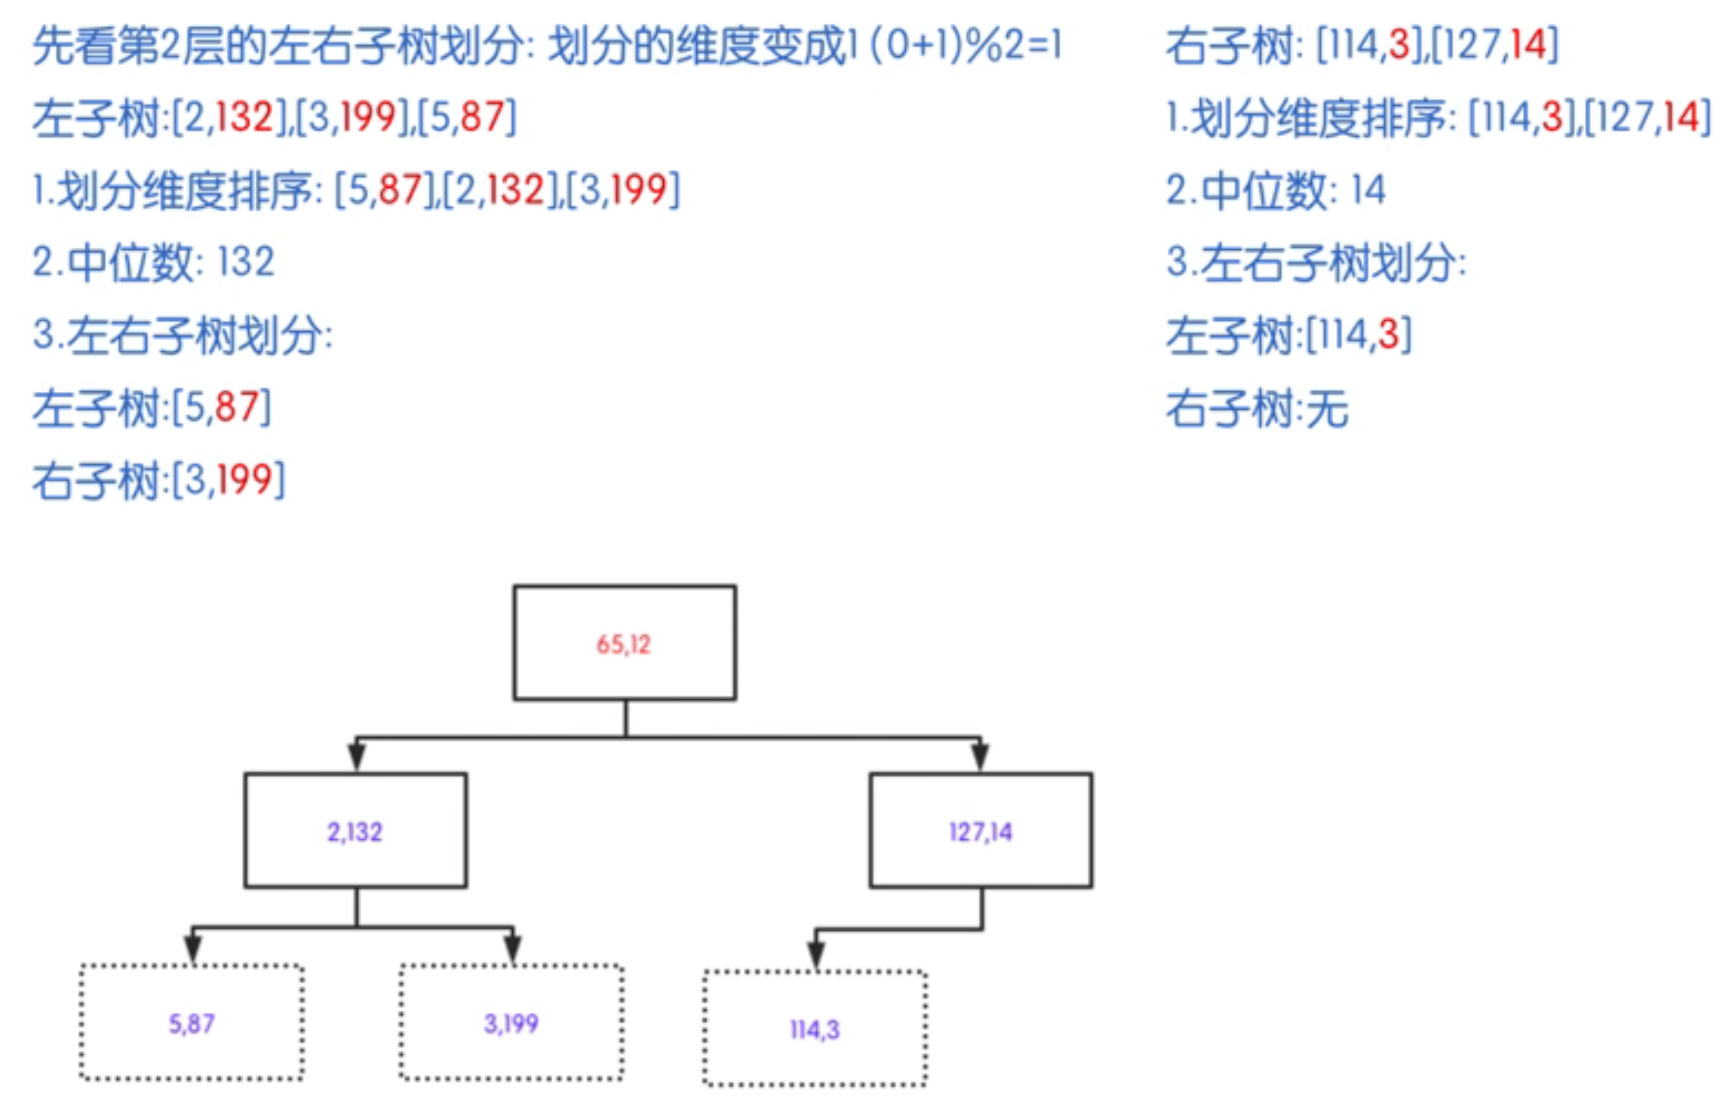 先看第2层的左右子树划分: 划分的维度变成1 (0+1)%2=1
左子树:[2,132],[3,199],[5,87]
1.划分维度排序: [5,87],[2,132],[3,199]
2.中位数: 132
3.左右子树划分:
左子树:[5,87]
右子树:[3,199]
右子树: [114,3],[127,14]
1.划分维度排序: [114,3],[127,14]
2.中位数: 14
3.左右子树划分:
左子树:[114,3]
右子树:无
65,12
2,132
127,14
5,87
3,199
114,3